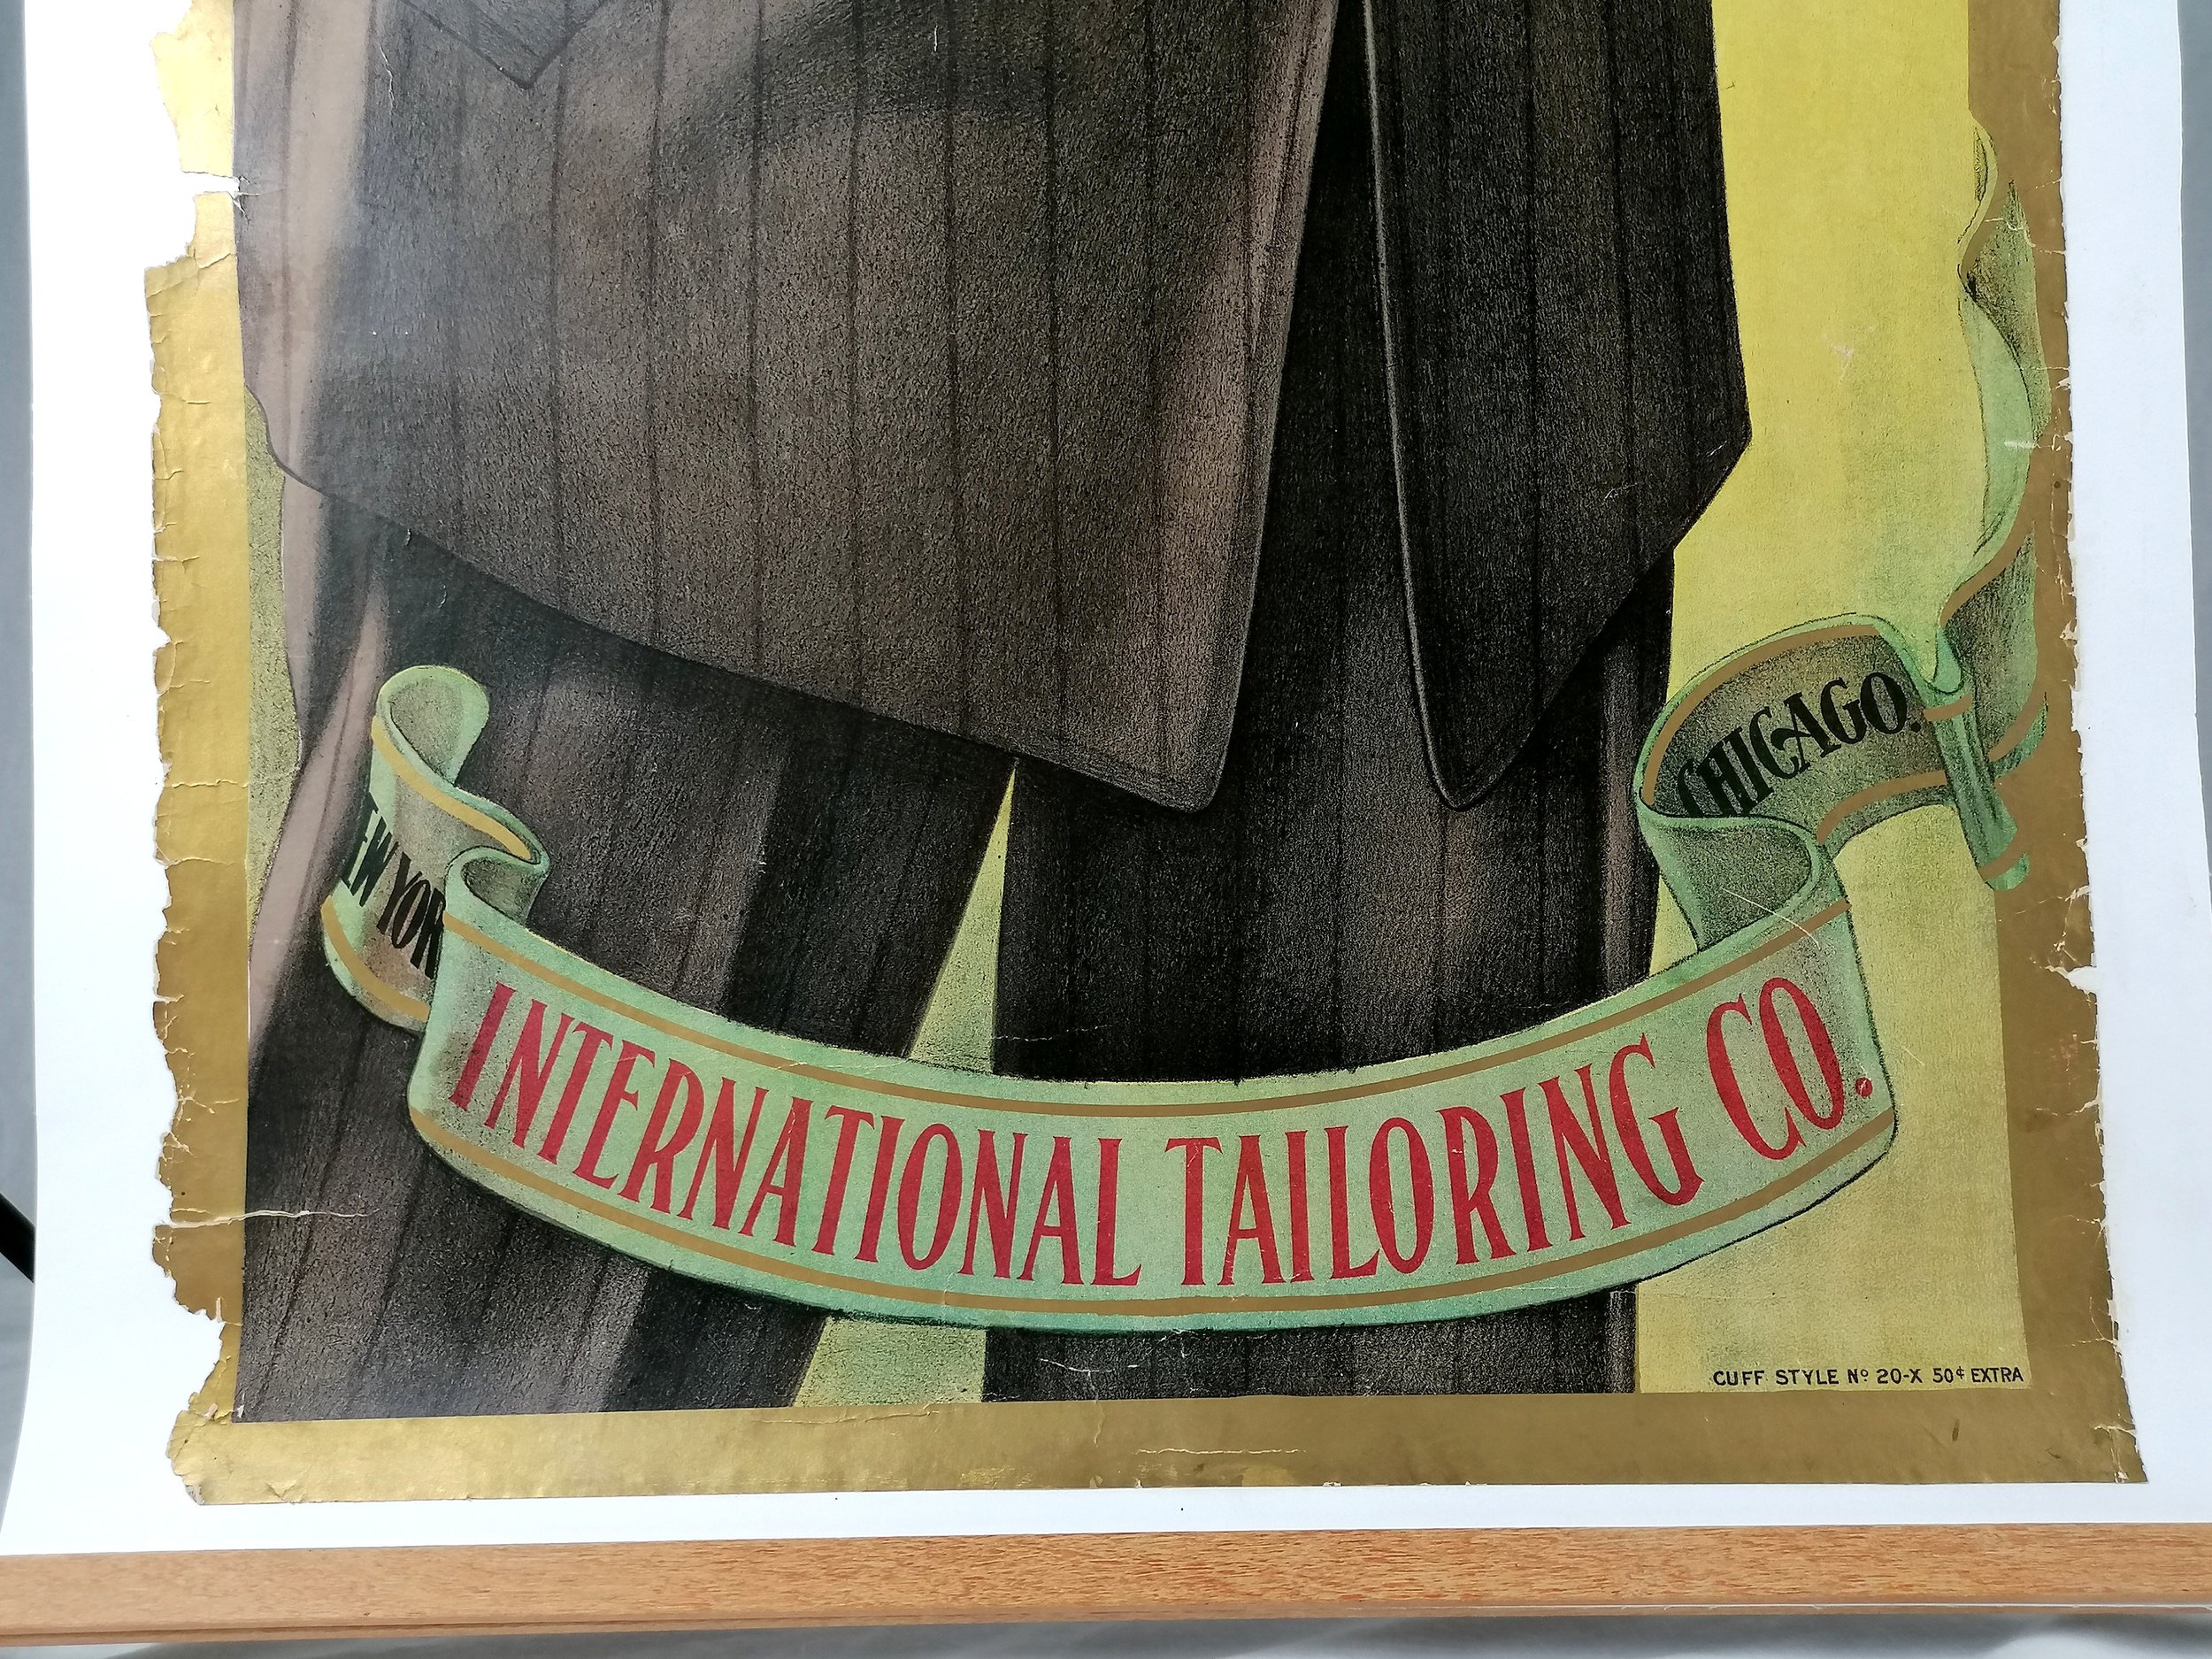 EW YOR
CHICAGO.
INTERNATIONAL TAILORING CO.
CUFF STYLE Nº 20-X 50¢ EXTRA